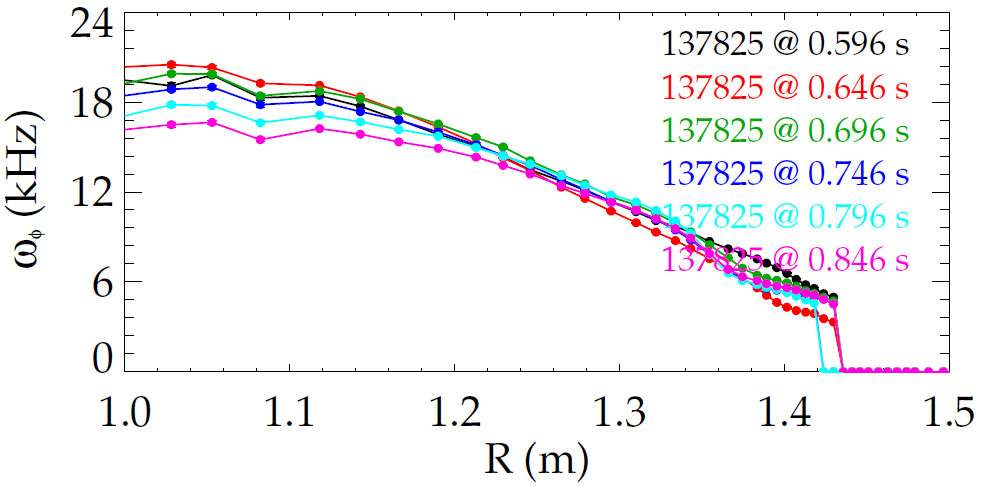 24
18
12
6
0
ωϕ (kHz)
137825 @ 0.596 s
137825 @ 0.646 s
137825 @ 0.696 s
137825 @ 0.746 s
137825 @ 0.796 s
137825 @ 0.846 s
1.0 1.1 1.2 1.3 1.4 1.5
R (m)